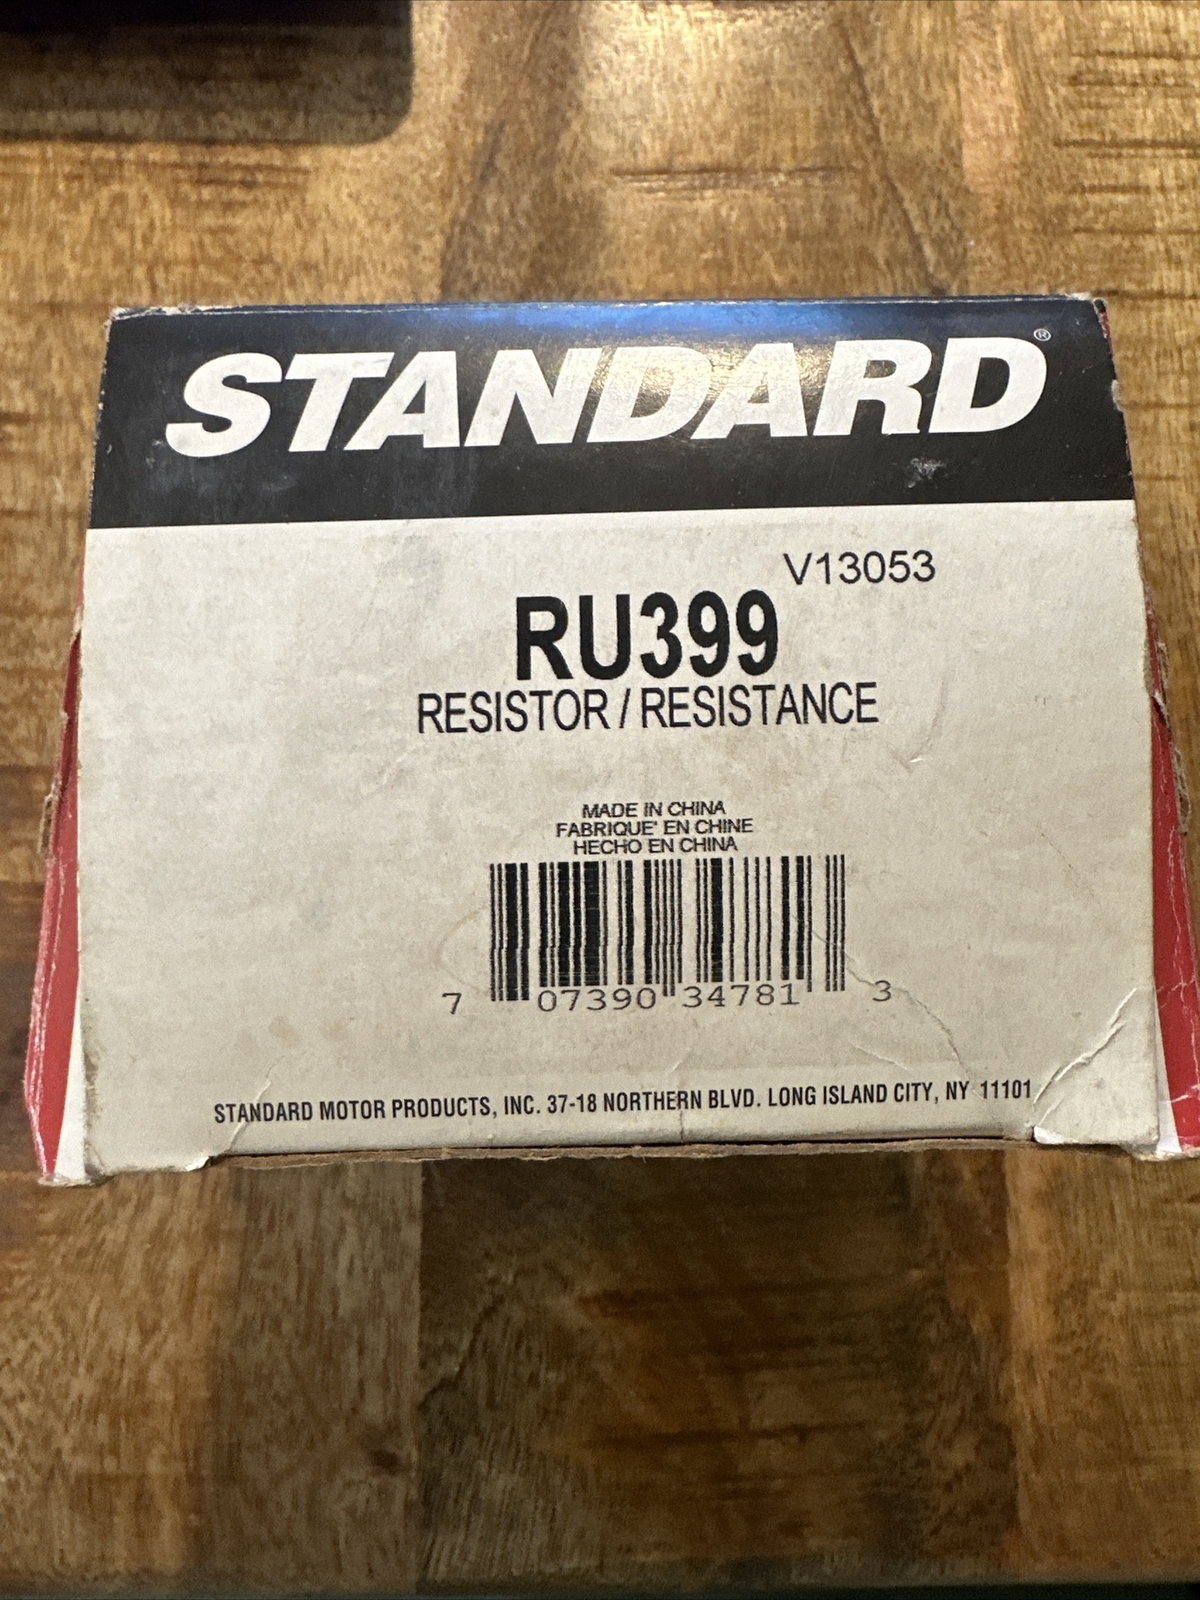 STANDARD®
V13053
RU399
RESISTOR / RESISTANCE
MADE IN CHINA
FABRIQUE' EN CHINE
HECHO EN CHINA
7 07390 34781 3
STANDARD MOTOR PRODUCTS, INC. 37-18 NORTHERN BLVD. LONG ISLAND CITY, NY 11101